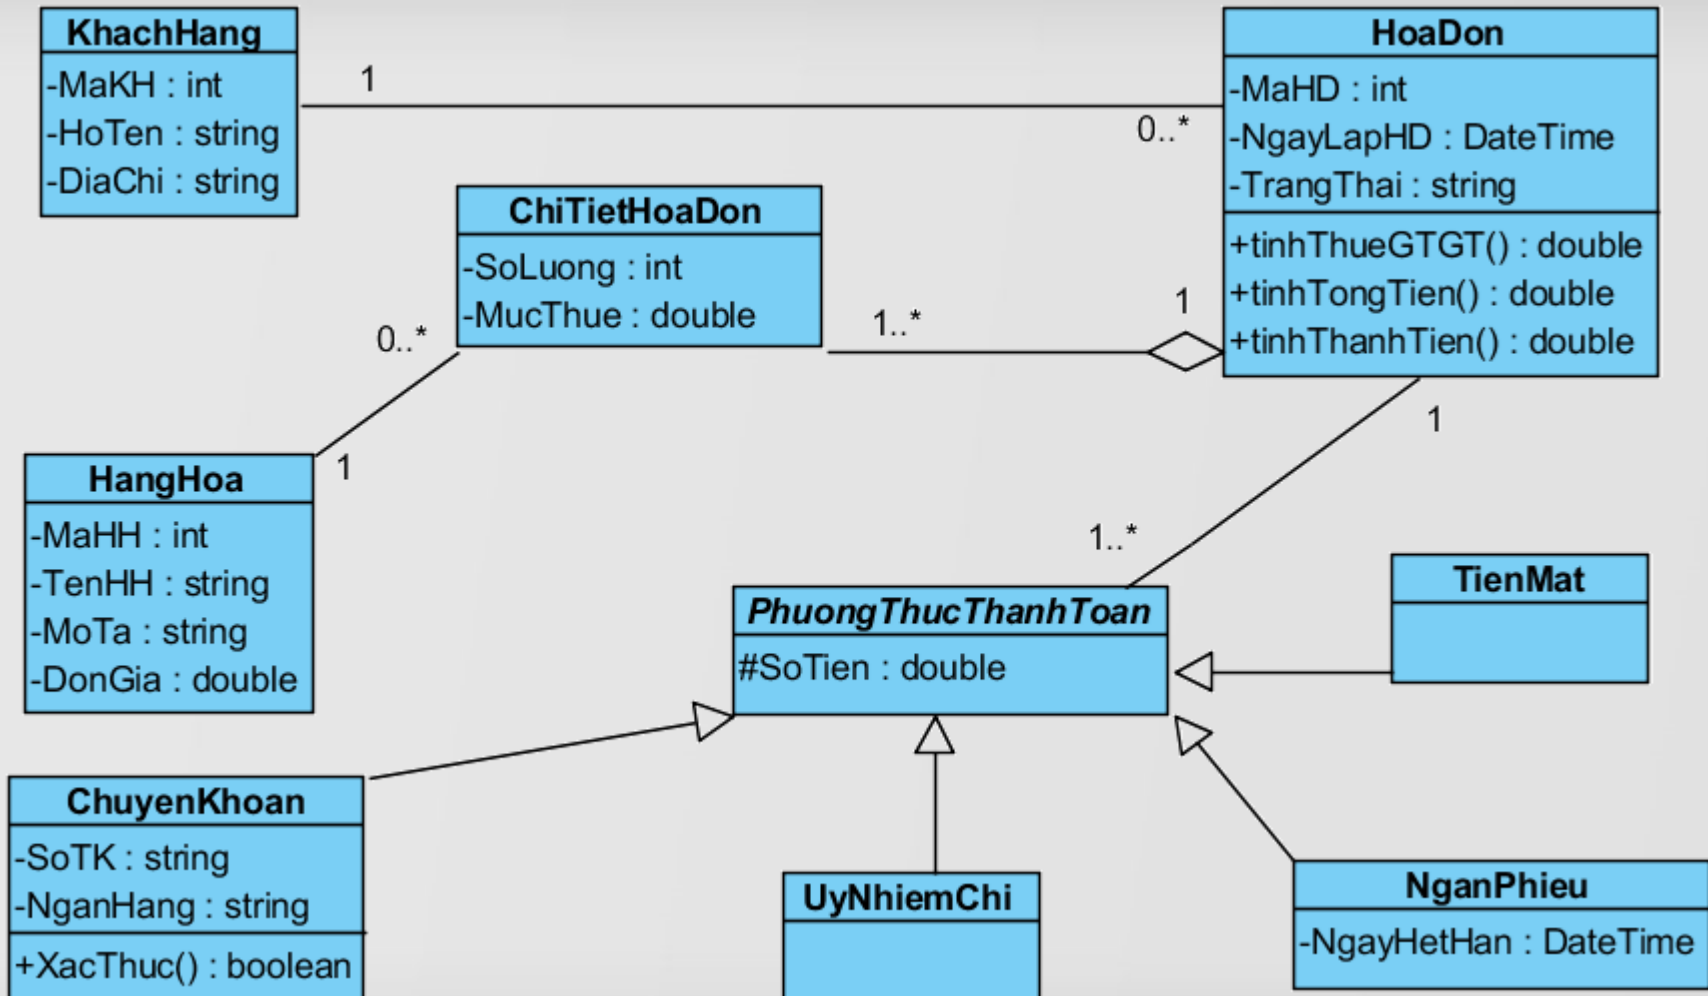 KhachHang
-MaKH : int
-HoTen : string
-DiaChi : string
1
0..*
HoaDon
-MaHD : int
-NgayLapHD : DateTime
-TrangThai : string
+tinhThueGTGT() : double
+tinhTongTien() : double
+tinhThanhTien() : double
ChiTietHoaDon
-SoLuong : int
-MucThue : double
1..*
1
0..*
1
HangHoa
-MaHH : int
-TenHH : string
-MoTa : string
-DonGia : double
1
1..*
PhuongThucThanhToan
#SoTien : double
TienMat
ChuyenKhoan
-SoTK : string
-NganHang : string
+XacThuc() : boolean
UyNhiemChi
NganPhieu
-NgayHetHan : DateTime